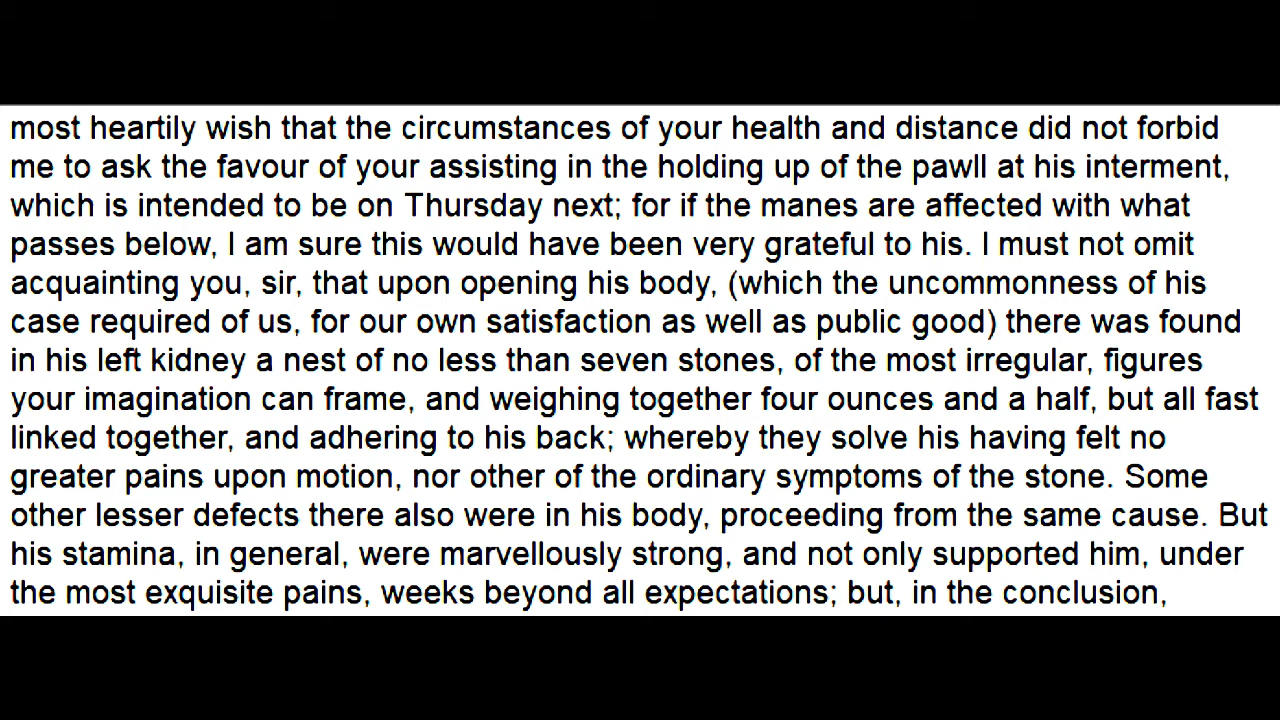 most heartily wish that the circumstances of your health and distance did not forbid
me to ask the favour of your assisting in the holding up of the pawll at his interment,
which is intended to be on Thursday next; for if the manes are affected with what
passes below, I am sure this would have been very grateful to his. I must not omit
acquainting you, sir, that upon opening his body, (which the uncommonness of his
case required of us, for our own satisfaction as well as public good) there was found
in his left kidney a nest of no less than seven stones, of the most irregular, figures
your imagination can frame, and weighing together four ounces and a half, but all fast
linked together, and adhering to his back; whereby they solve his having felt no
greater pains upon motion, nor other of the ordinary symptoms of the stone. Some
other lesser defects there also were in his body, proceeding from the same cause. But
his stamina, in general, were marvellously strong, and not only supported him, under
the most exquisite pains, weeks beyond all expectations; but, in the conclusion,